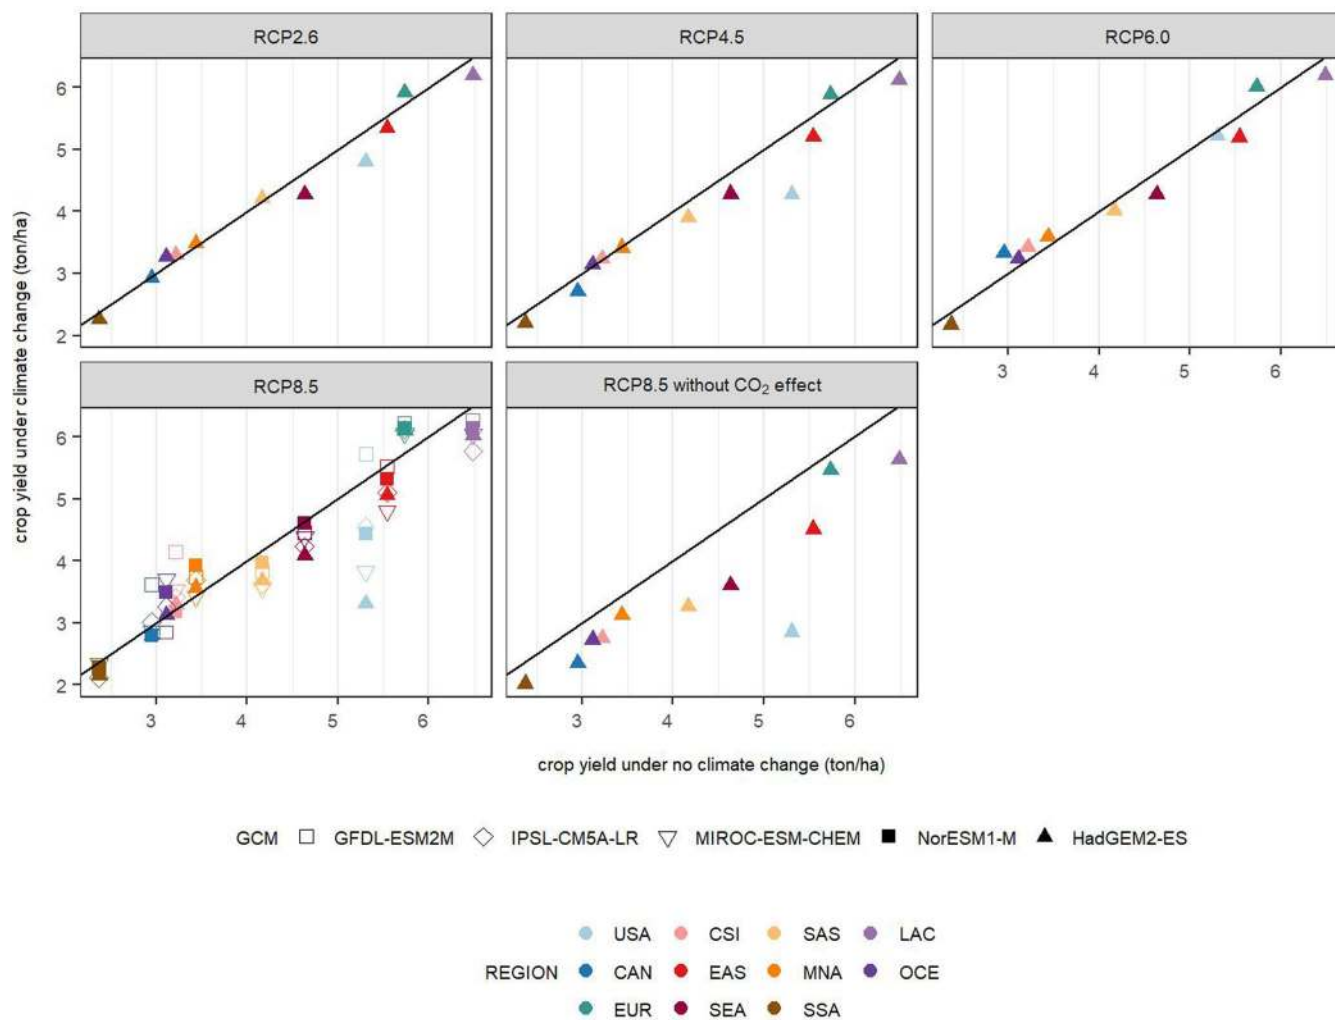 RCP2.6
RCP4.5
RCP6.0
6
5
4
3
2
3 4 5 6
RCP8.5
RCP8.5 without CO₂ effect
6
5
4
3
2
3 4 5 6
3 4 5 6
crop yield under climate change (ton/ha)
crop yield under no climate change (ton/ha)
GCM GFDL-ESM2M IPSL-CM5A-LR MIROC-ESM-CHEM NorESM1-M HadGEM2-ES
USA CSI SAS LAC
REGION CAN EAS MNA OCE
EUR SEA SSA